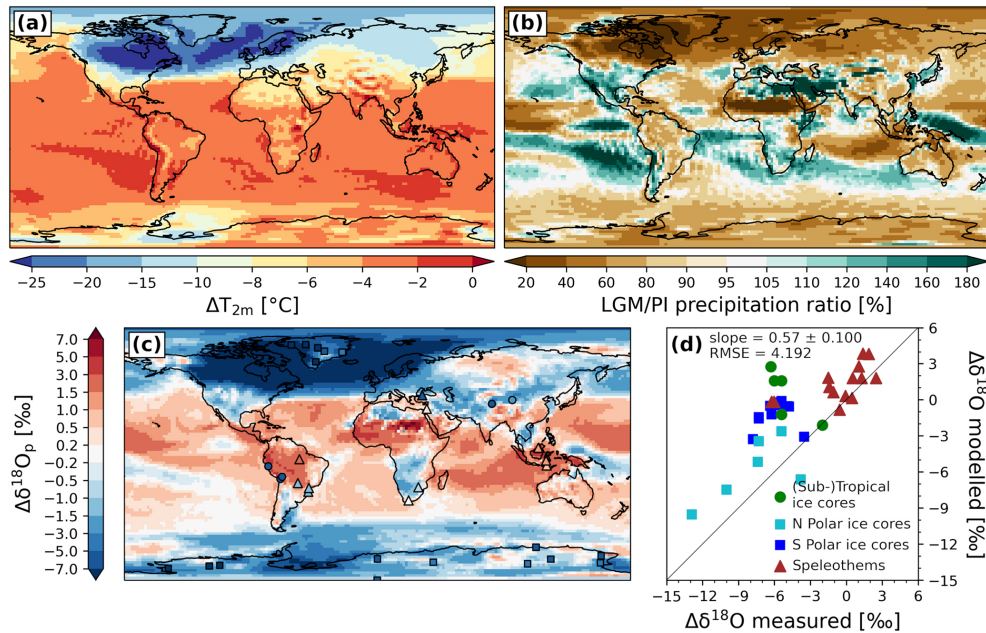 (a)
(b)
−25 −20 −15 −10 −8 −6 −4 −2 0
ΔT2m [°C]
20 40 60 80 90 95 105 110 120 140 160 180
LGM/PI precipitation ratio [%]
(c)
7.0
5.0
3.0
1.5
1.0
0.5
0.2
−0.2
−0.5
−1.0
−1.5
−3.0
−5.0
−7.0
Δδ18Op [‰]
(d)
slope = 0.57 ± 0.100
RMSE = 4.192
(Sub-)Tropical
ice cores
N Polar ice cores
S Polar ice cores
Speleothems
6
3
0
−3
−6
−9
−12
−15
Δδ18O modelled [‰]
−15 −12 −9 −6 −3 0 3 6
Δδ18O measured [‰]